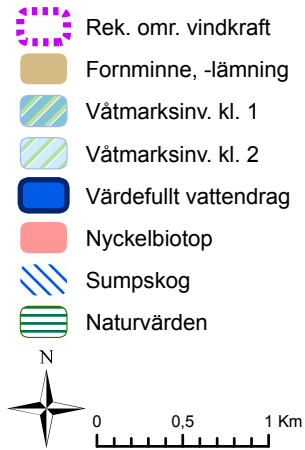 Rek. omr. vindkraft
Fornminne, -lämning
Våtmarksinv. kl. 1
Våtmarksinv. kl. 2
Värdefullt vattendrag
Nyckelbiotop
Sumpskog
Naturvärden
N
0 0,5 1 Km